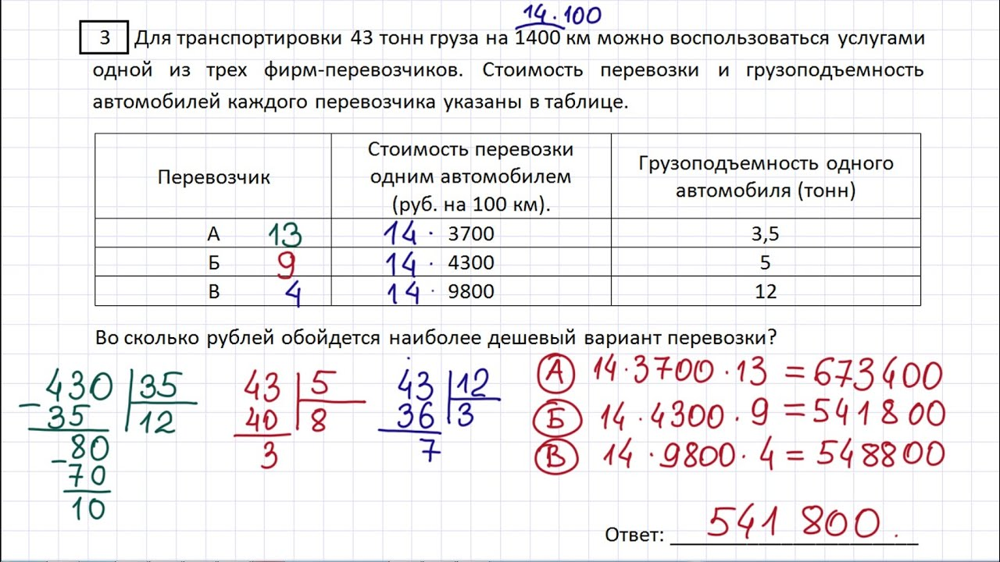 14·100
3 Для транспортировки 43 тонн груза на 1400 км можно воспользоваться услугами
одной из трех фирм-перевозчиков. Стоимость перевозки и грузоподъемность
автомобилей каждого перевозчика указаны в таблице.
Перевозчик
Стоимость перевозки
одним автомобилем
(руб. на 100 км).
Грузоподъемность одного
автомобиля (тонн)
А 13 14 · 3700 3,5
Б 9 14 · 4300 5
В 4 14 · 9800 12
Во сколько рублей обойдется наиболее дешевый вариант перевозки?
430 35
- 35 12
- 80
70
10
43 5
40 8
3
43 12
36 3
7
А 14·3700·13 = 673400
Б 14·4300·9 = 541800
В 14·9800·4 = 548800
Ответ: 541 800.